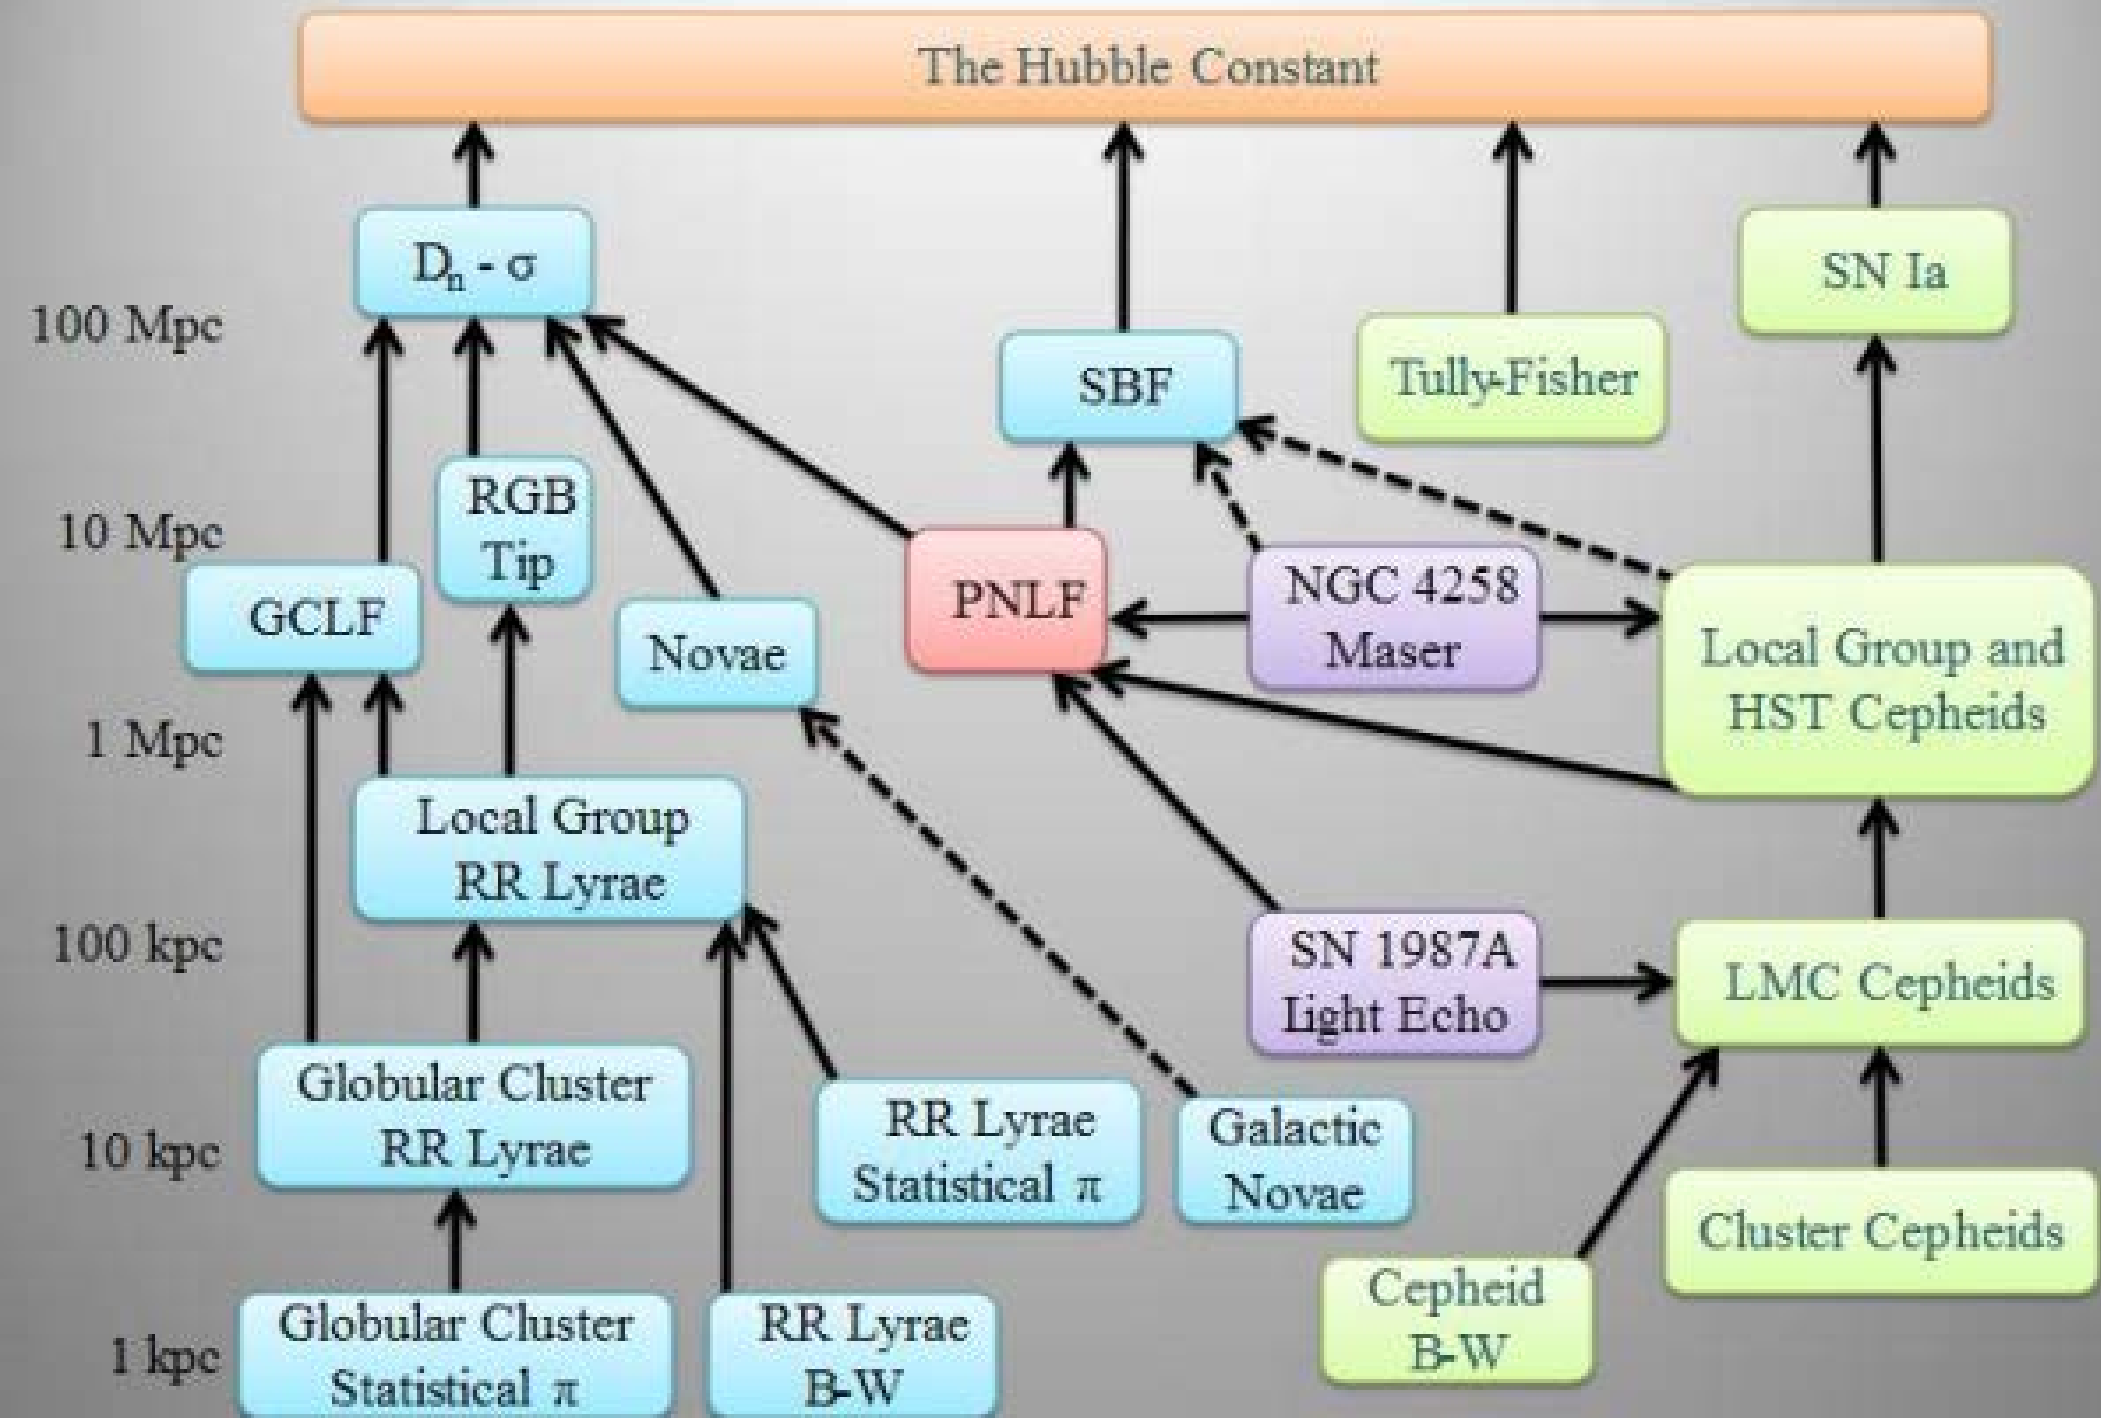 The Hubble Constant
Dn - σ
SN Ia
100 Mpc
SBF
Tully-Fisher
RGB
Tip
10 Mpc
GCLF
Novae
PNLF
NGC 4258
Maser
Local Group and
HST Cepheids
1 Mpc
Local Group
RR Lyrae
100 kpc
SN 1987A
Light Echo
LMC Cepheids
Globular Cluster
RR Lyrae
10 kpc
RR Lyrae
Statistical π
Galactic
Novae
Cluster Cepheids
Cepheid
B-W
1 kpc
Globular Cluster
Statistical π
RR Lyrae
B-W